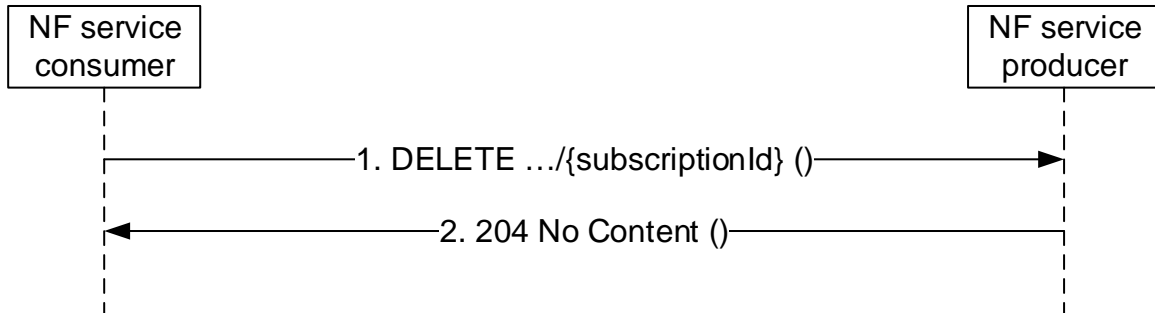 NF service
consumer
NF service
producer
1. DELETE …/{subscriptionId} ()
2. 204 No Content ()